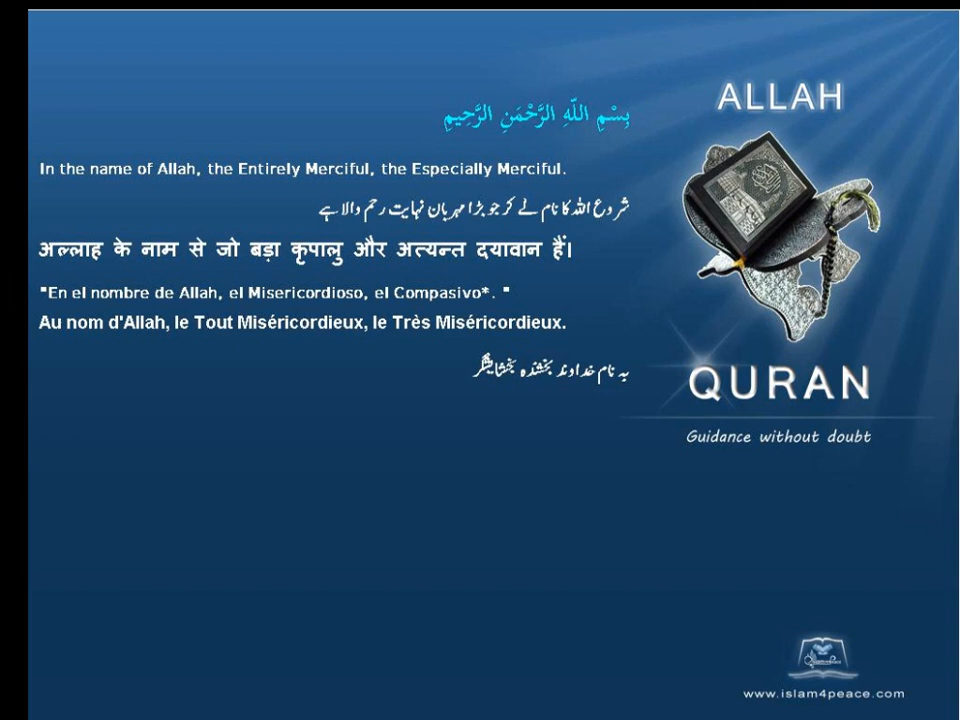 بِسْمِ اللّهِ الرَّحْمَنِ الرَّحِيمِ
In the name of Allah, the Entirely Merciful, the Especially Merciful.
شروع الله کا نام لے کر جو بڑا مہربان نہایت رحم والا ہے
अल्लाह के नाम से जो बड़ा कृपालु और अत्यन्त दयावान हैं।
"En el nombre de Allah, el Misericordioso, el Compasivo*. "
Au nom d'Allah, le Tout Miséricordieux, le Très Miséricordieux.
به نام خداوند بخشنده بخشایشگر
ALLAH
QURAN
Guidance without doubt
www.islam4peace.com